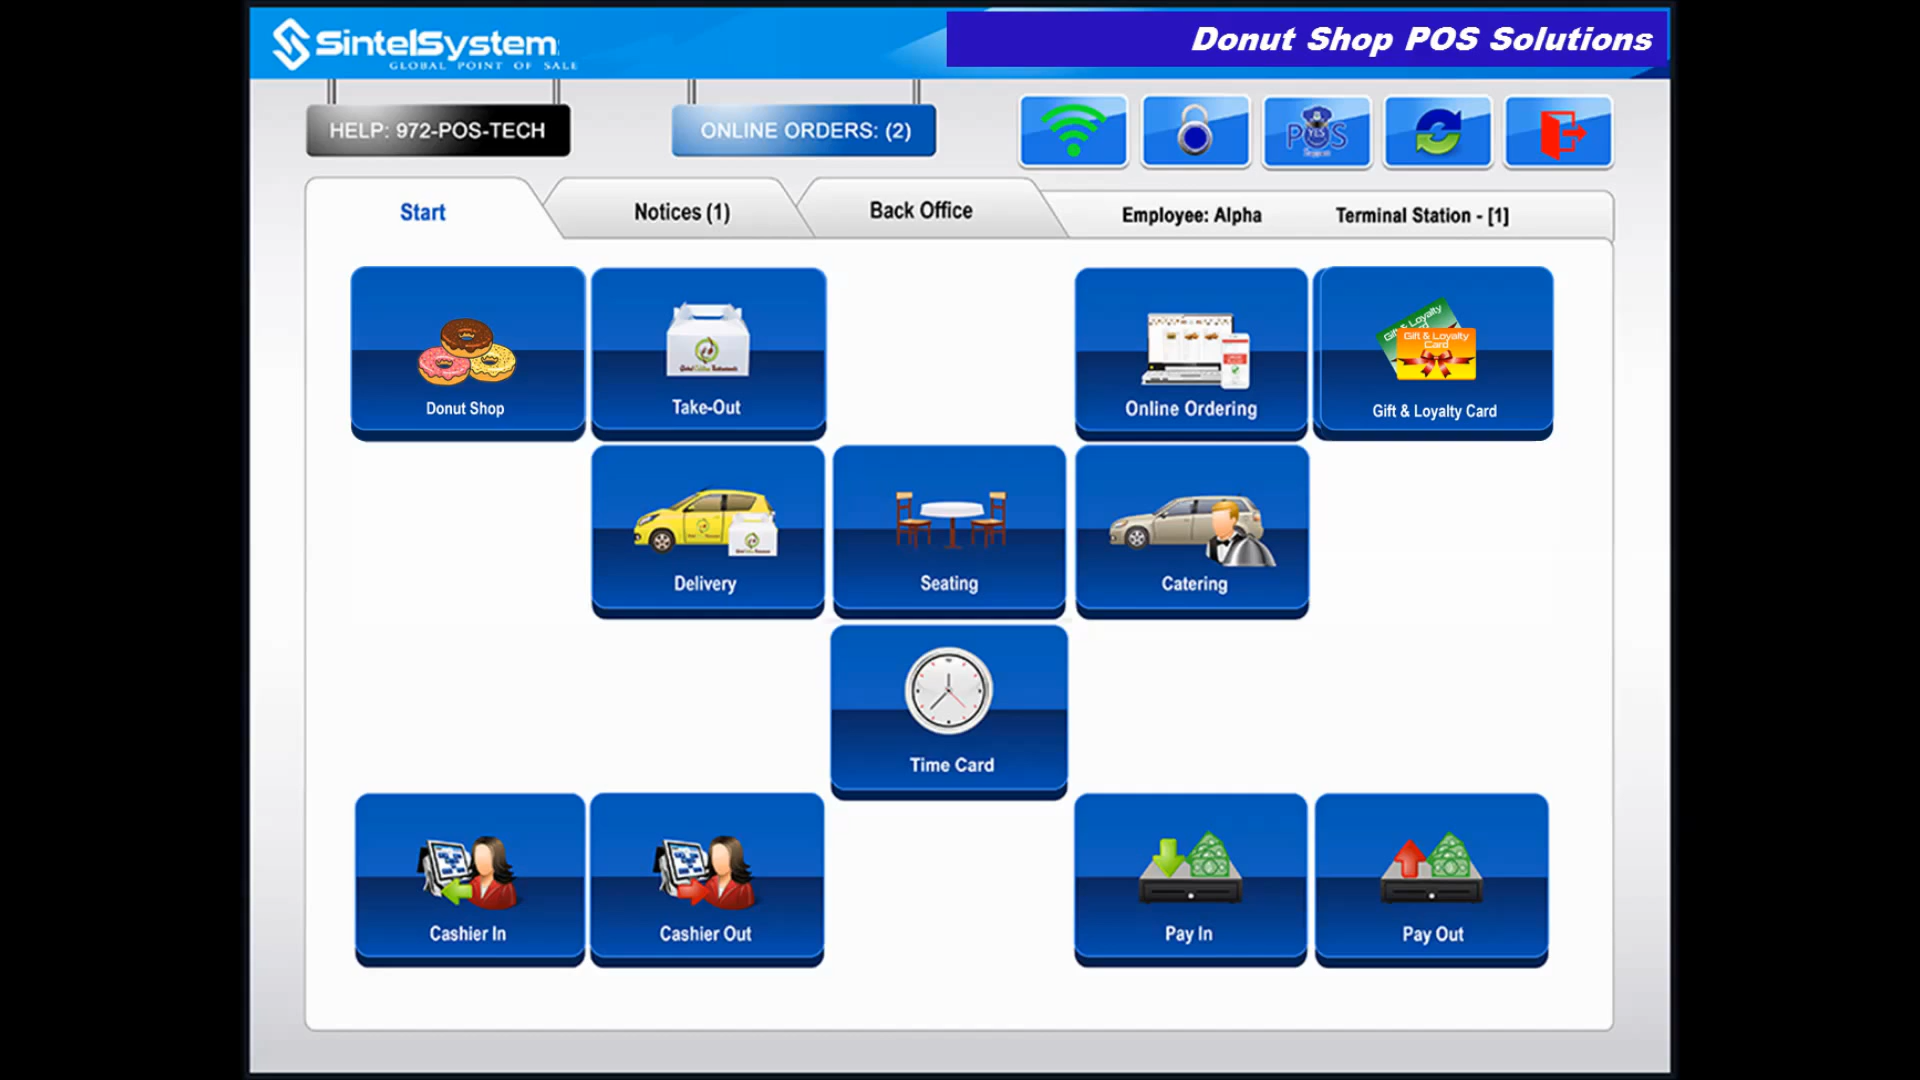 SintelSystem
GLOBAL POINT OF SALE
Donut Shop POS Solutions
HELP: 972-POS-TECH
ONLINE ORDERS: (2)
POS
YES
Start
Notices (1)
Back Office
Employee: Alpha
Terminal Station - [1]
Donut Shop
Take-Out
Online Ordering
Gift & Loyalty Card
Gift & Loyalty
Card
Gift & Loyalty Card
Delivery
Seating
Catering
Time Card
Cashier In
Cashier Out
Pay In
Pay Out